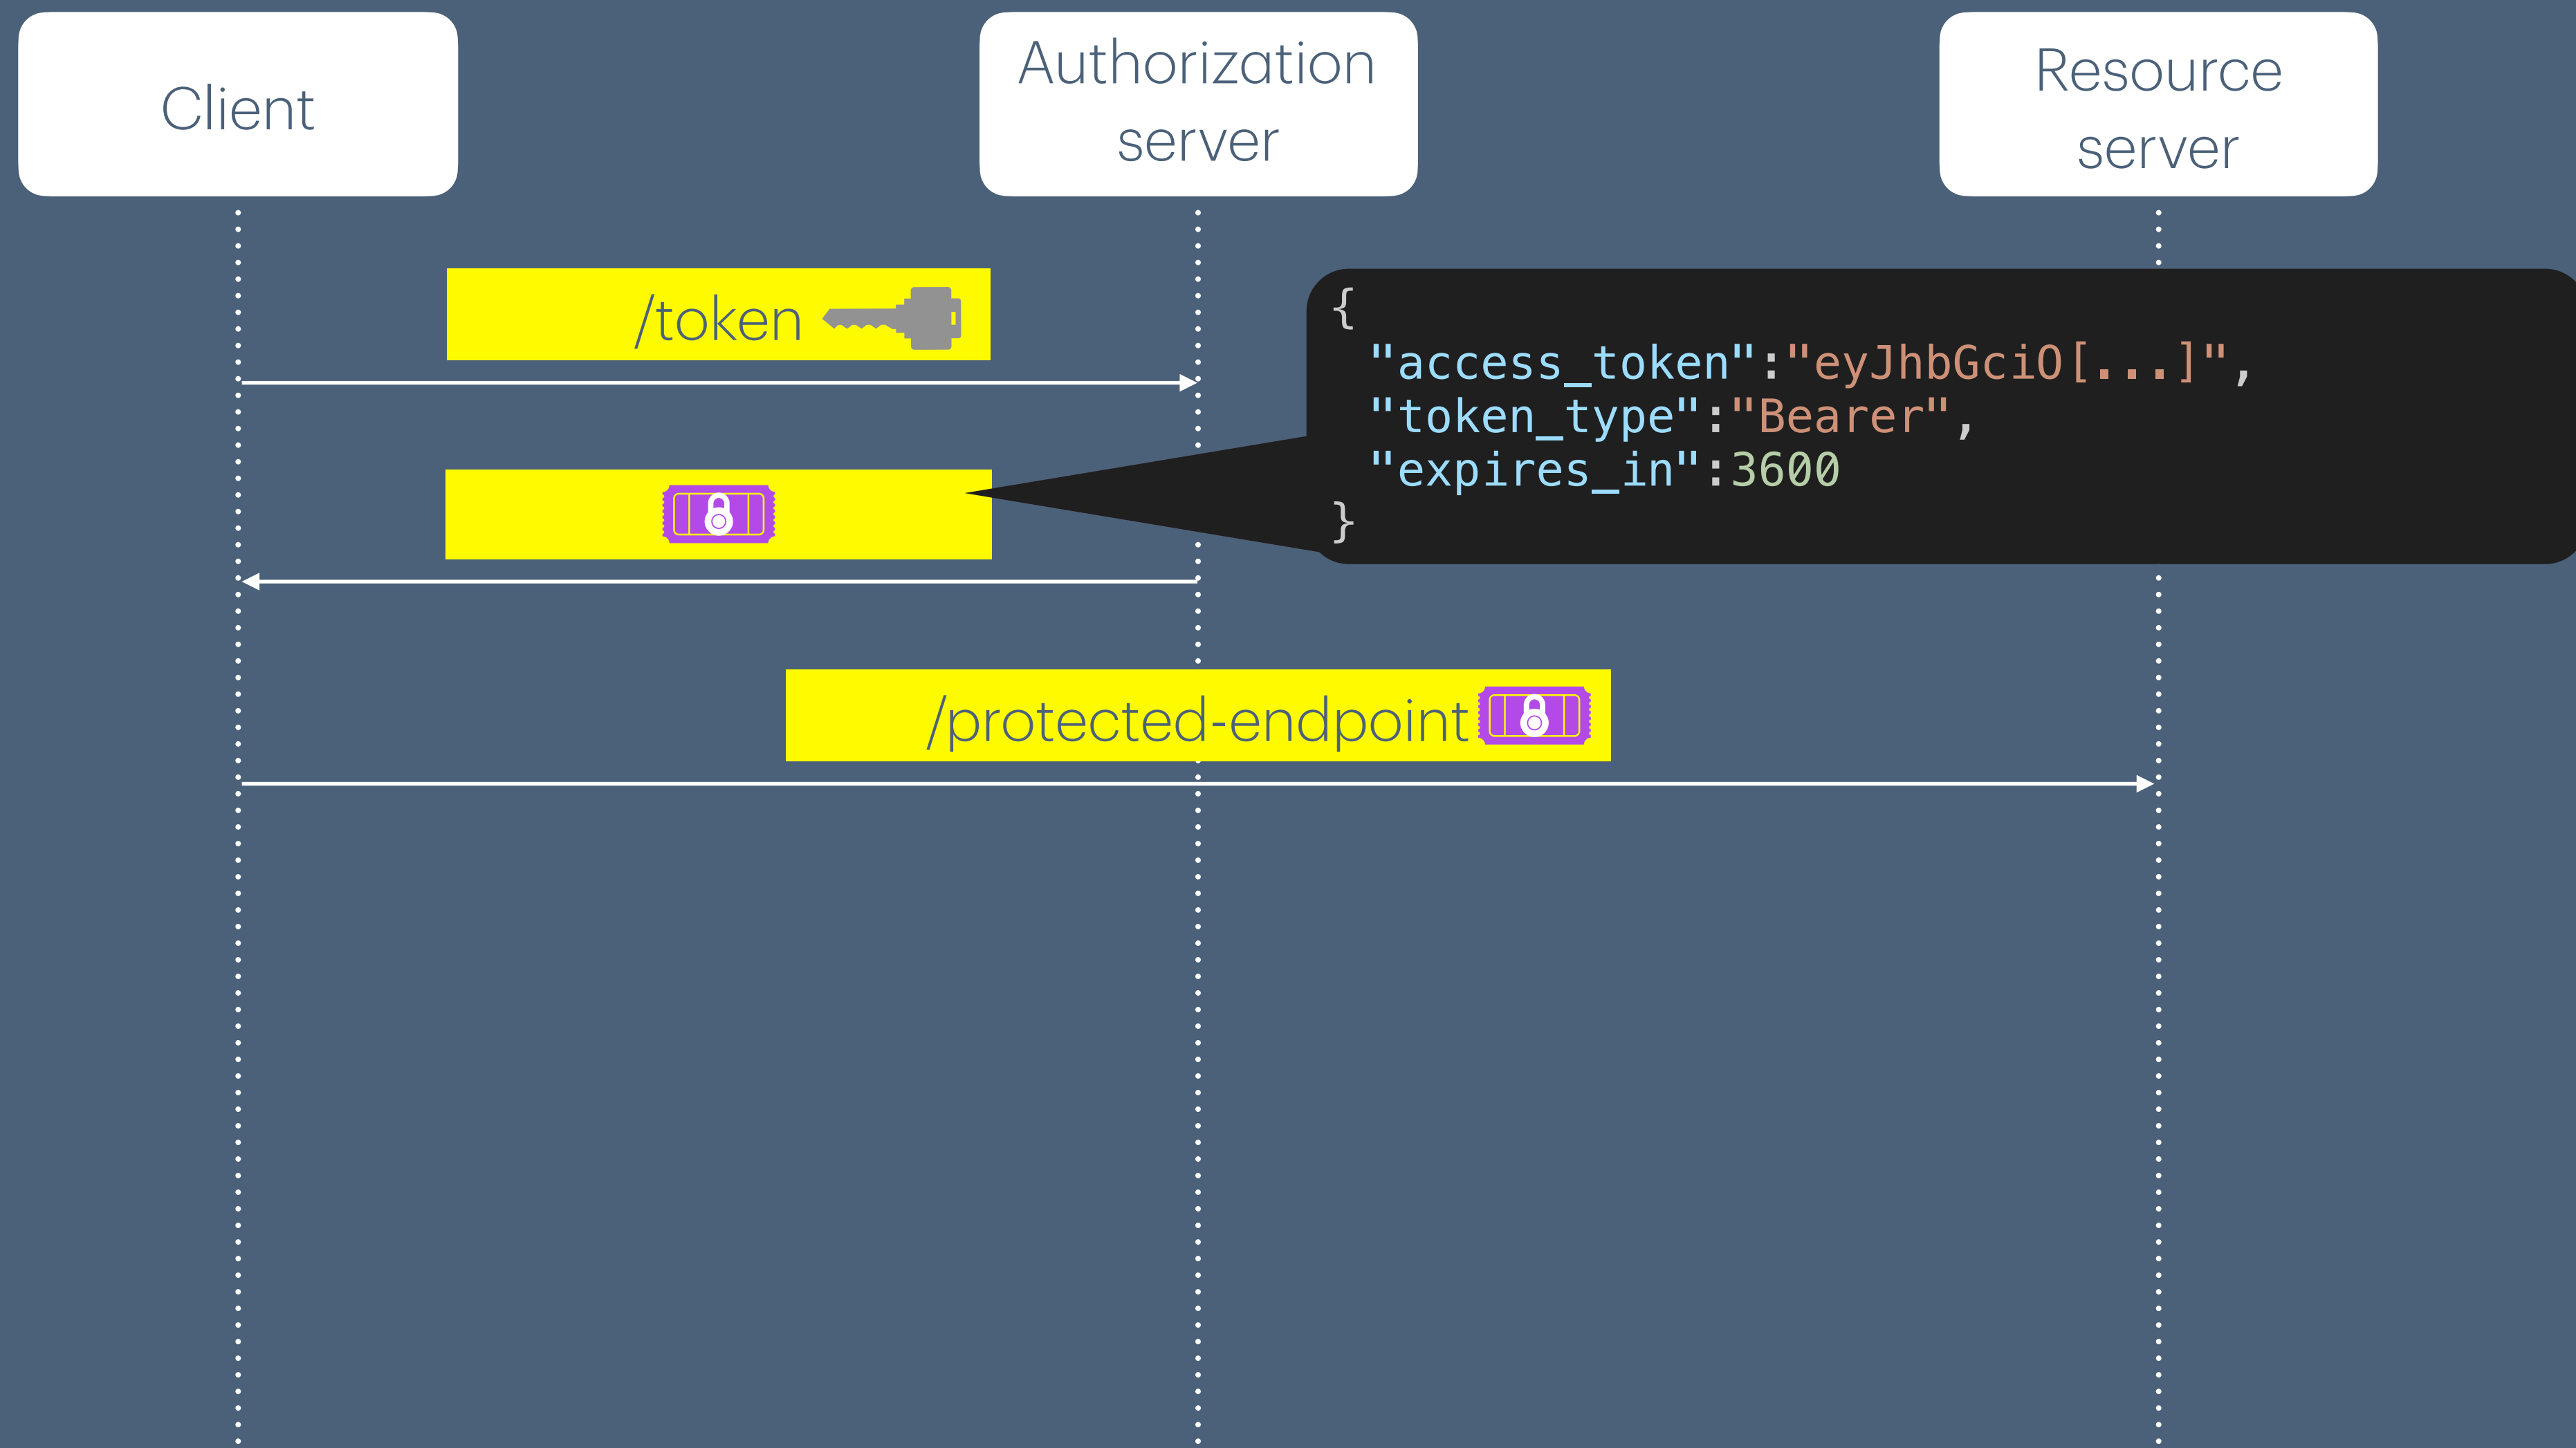 Client
Authorization
server
Resource
server
/token
{
"access_token":"eyJhbGciO[...]",
"token_type":"Bearer",
"expires_in":3600
}
/protected-endpoint